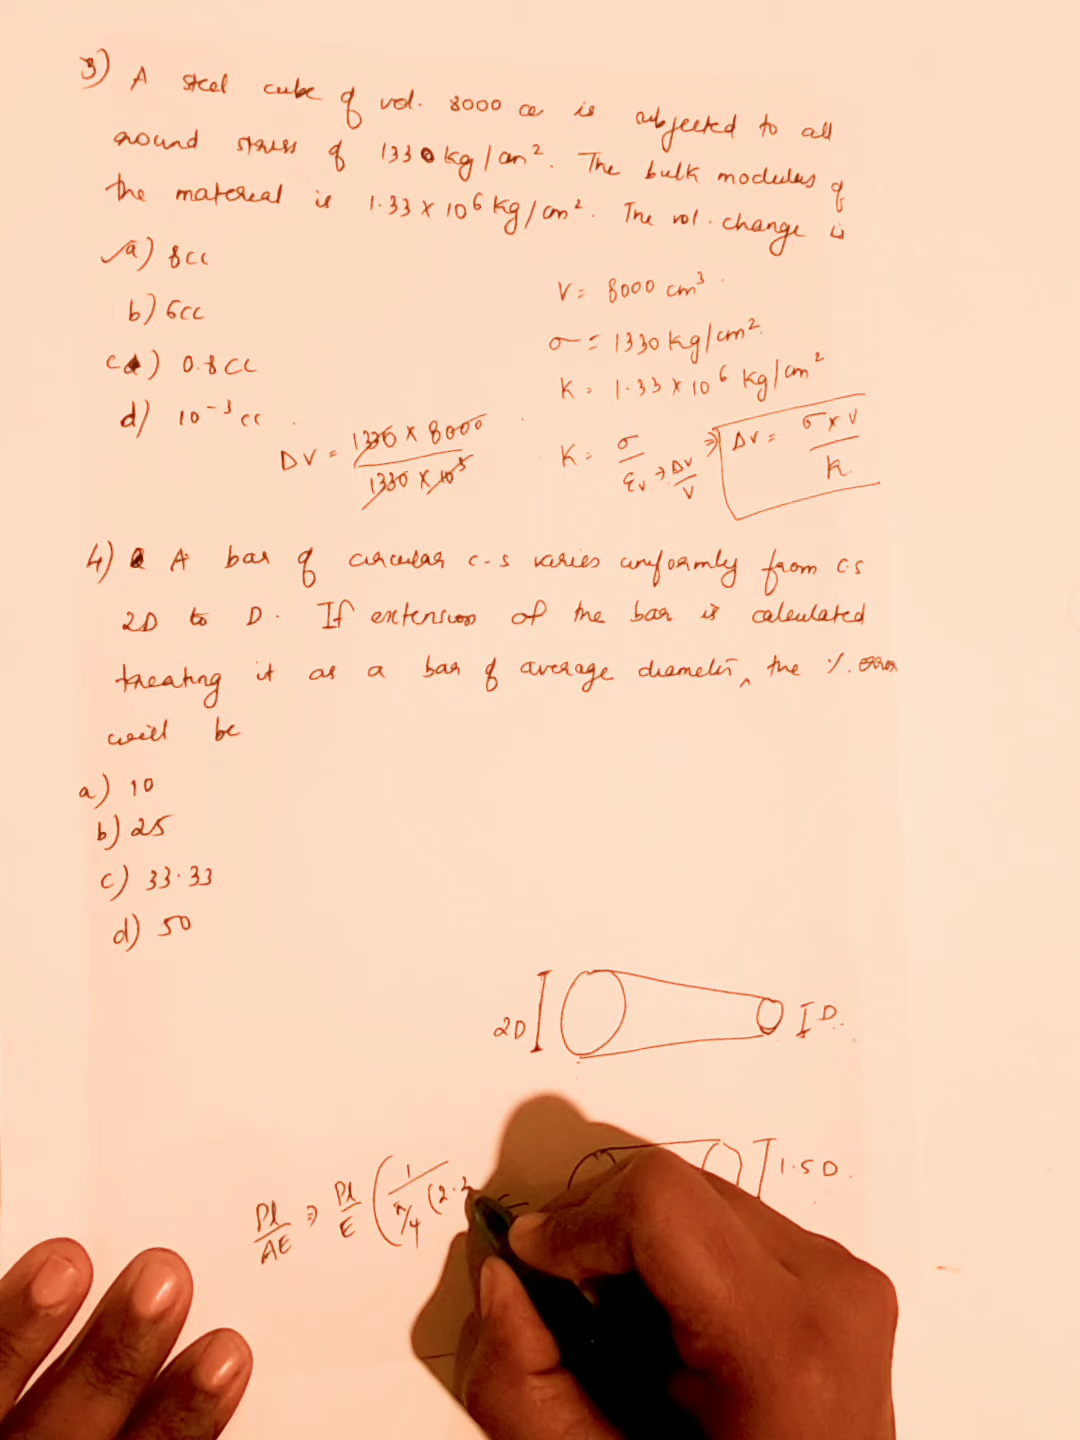 3) A steel cube of vol. 8000 cc is subjected to all
around stress of 1330 kg/cm². The bulk modulus of
the material is 1.33 × 10⁶ kg/cm². The vol. change is
a) 8cc
b) 6cc
c) 0.8cc
d) 10⁻³ cc
V = 8000 cm³
σ = 1330 kg/cm²
K = 1.33 × 10⁶ kg/cm²
K = σ / εv → ΔV/V ⇒ ΔV = σ × V / K
ΔV = 1330 × 8000 / 1330 × 10³
4) A bar of circular c-s varies uniformly from c.s
2D to D. If extension of the bar is calculated
treating it as a bar of average diameter, the % error
will be
a) 10
b) 25
c) 33.33
d) 50
2D
D
1.5D
Pl/AE ⇒ Pl/E ( 1 / π/4 (2.